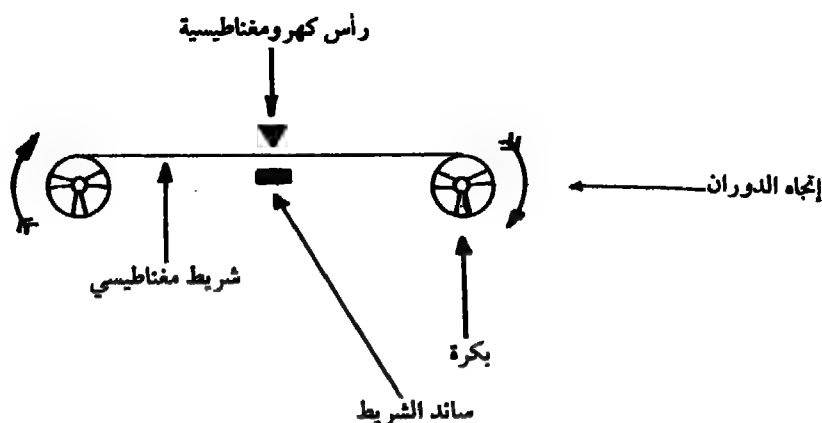 رأس كهرومغناطيسية
إتجاه الدوران
شريط مغناطيسي
بكرة
ساند الشريط